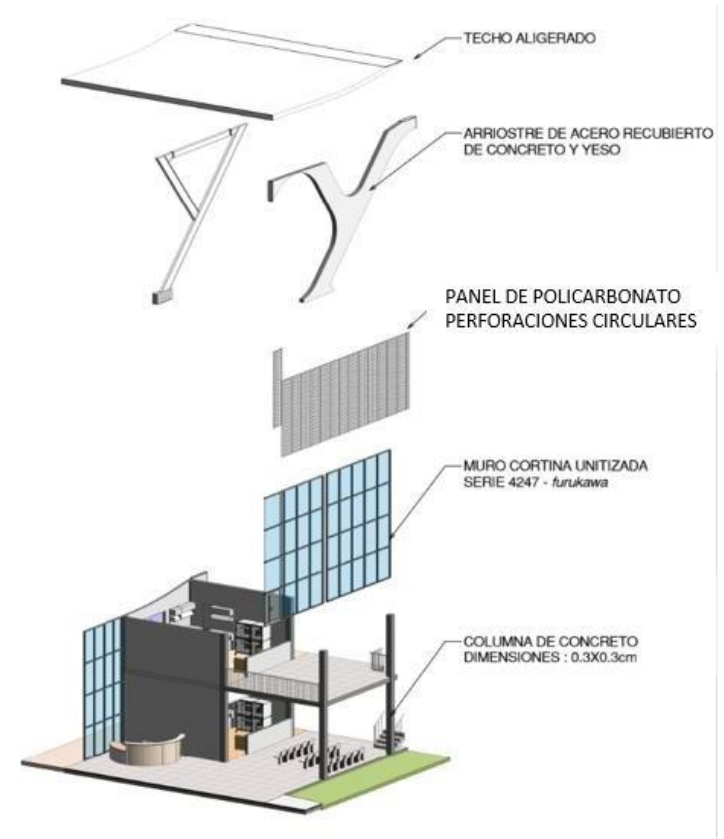 TECHO ALIGERADO
ARRIOSTRE DE ACERO RECUBIERTO
DE CONCRETO Y YESO
PANEL DE POLICARBONATO
PERFORACIONES CIRCULARES
MURO CORTINA UNITIZADA
SERIE 4247 - furukawa
COLUMNA DE CONCRETO
DIMENSIONES : 0.3X0.3cm